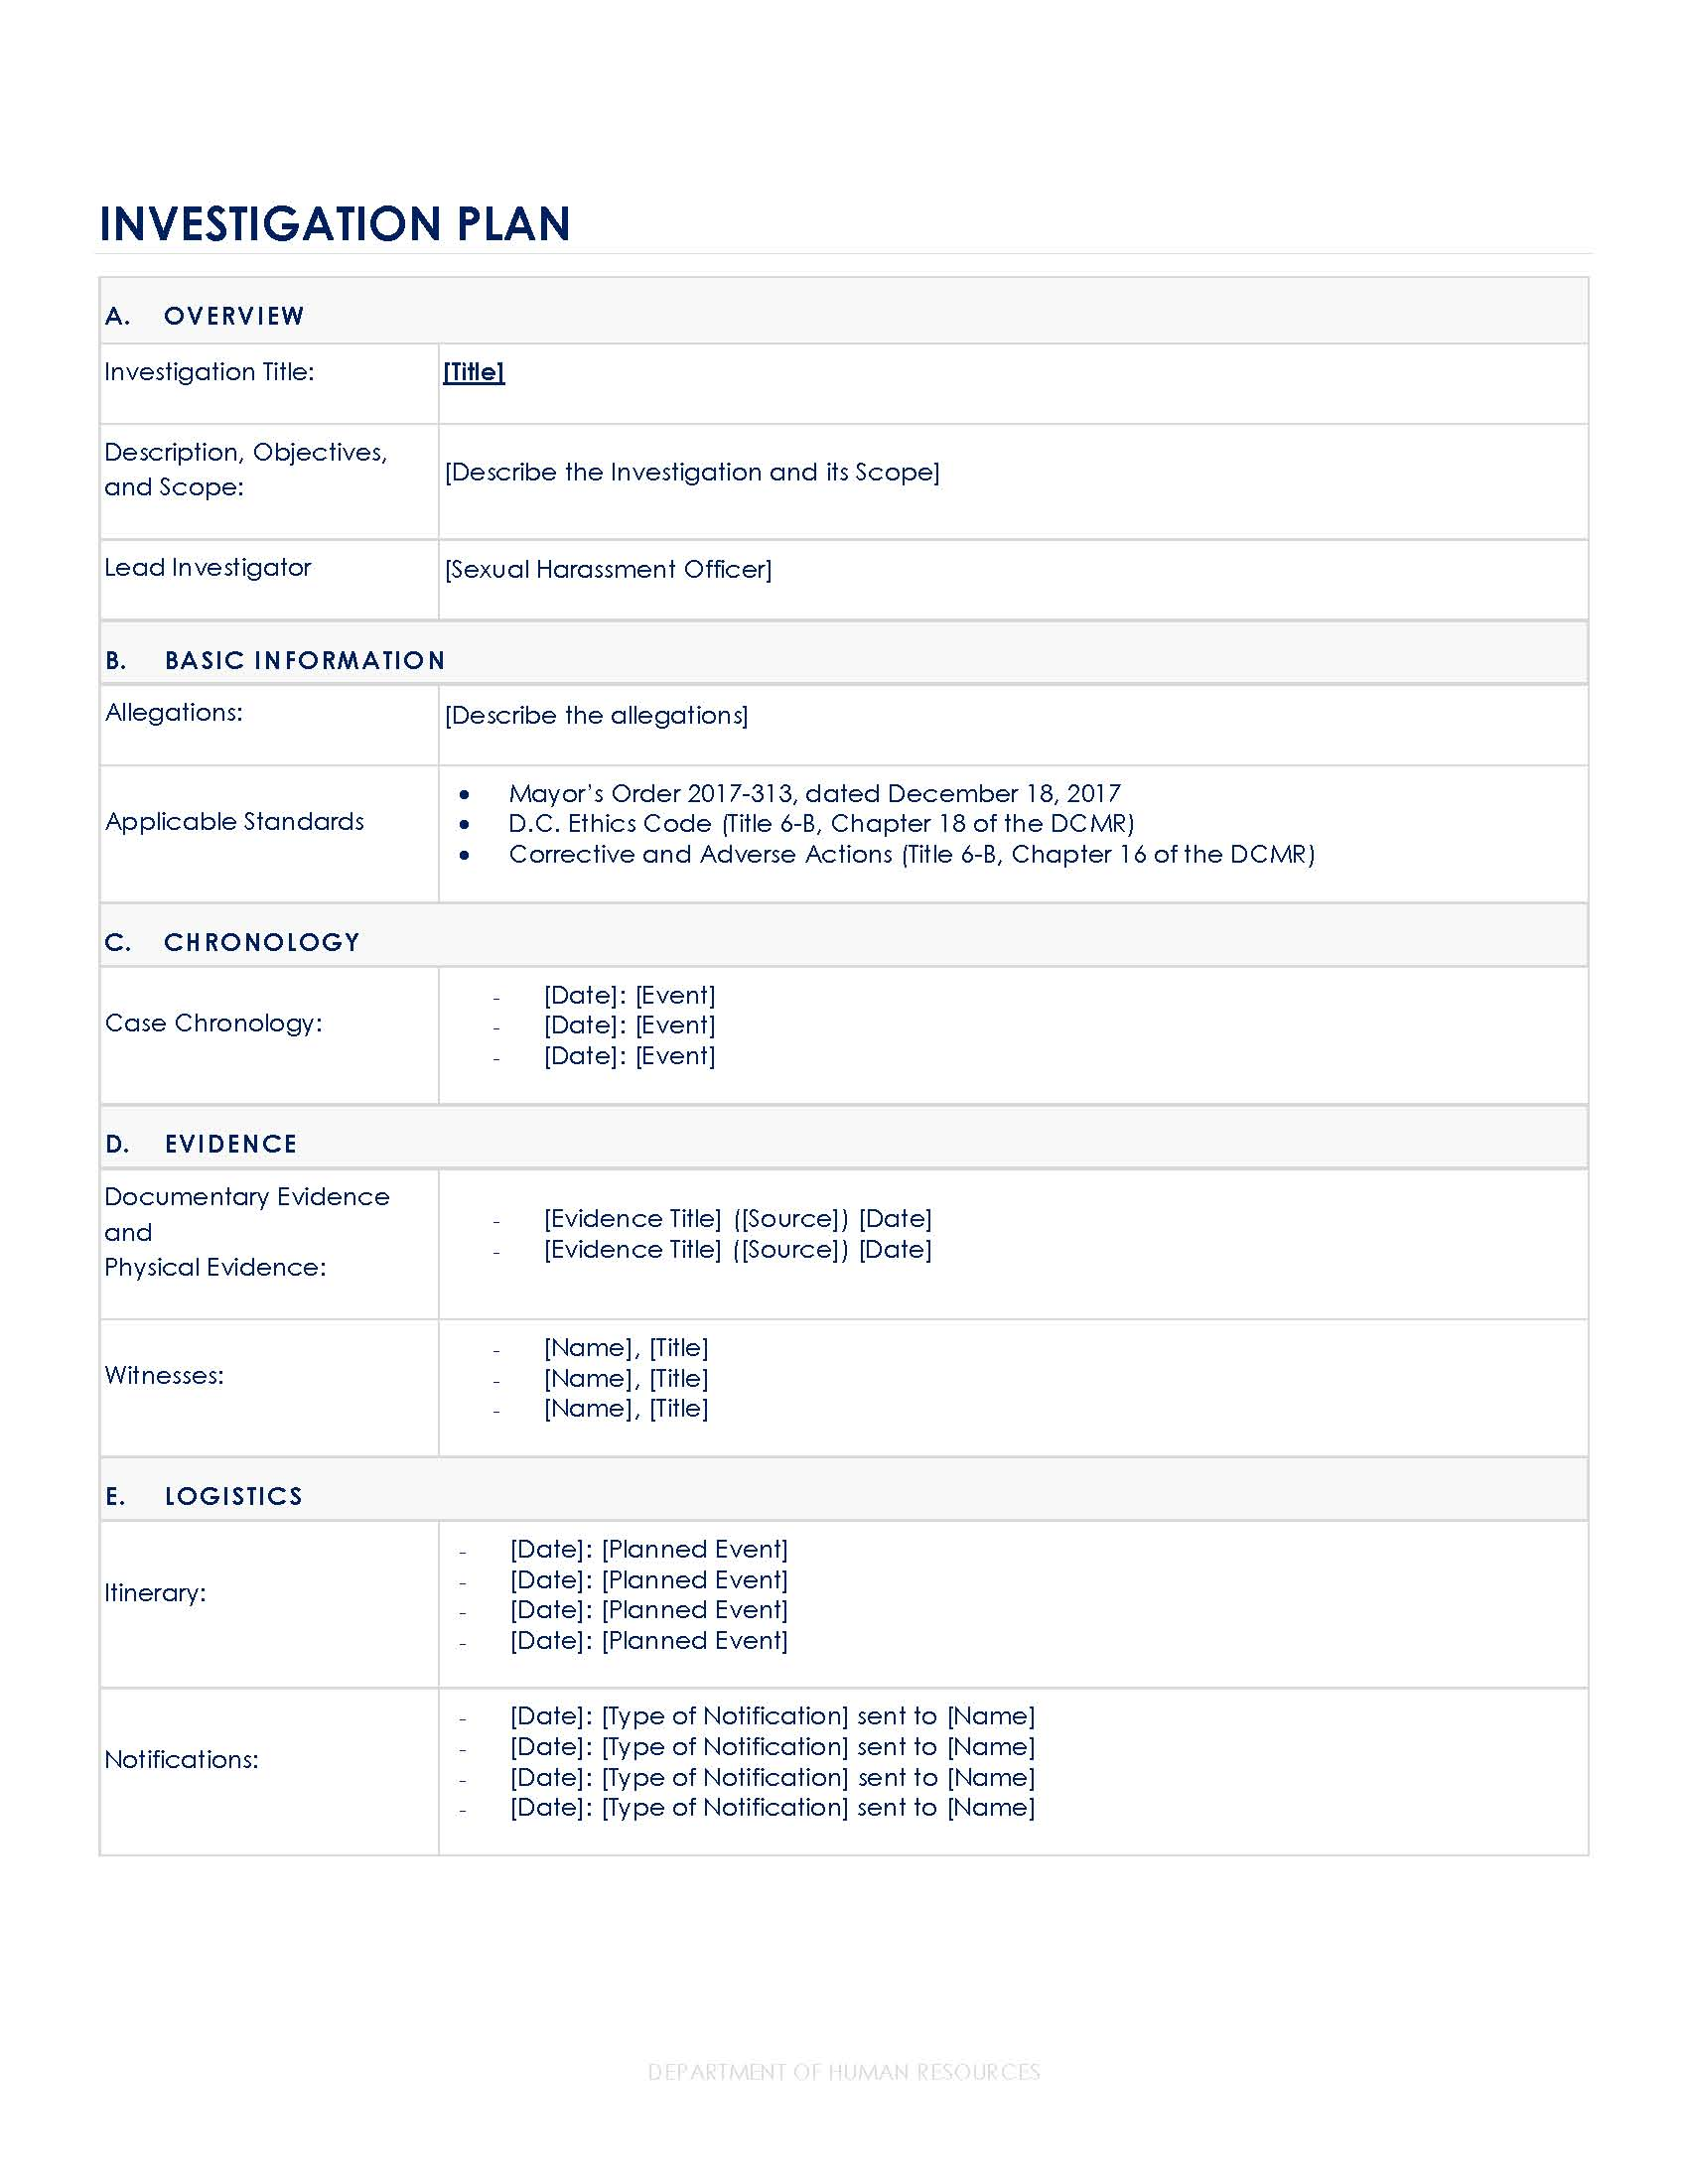 INVESTIGATION PLAN
A. OVERVIEW
Investigation Title:
[Title]
Description, Objectives,
and Scope:
[Describe the Investigation and its Scope]
Lead Investigator
[Sexual Harassment Officer]
B. BASIC INFORMATION
Allegations:
[Describe the allegations]
Applicable Standards
• Mayor's Order 2017-313, dated December 18, 2017
• D.C. Ethics Code (Title 6-B, Chapter 18 of the DCMR)
• Corrective and Adverse Actions (Title 6-B, Chapter 16 of the DCMR)
C. CHRONOLOGY
Case Chronology:
- [Date]: [Event]
- [Date]: [Event]
- [Date]: [Event]
D. EVIDENCE
Documentary Evidence
and
Physical Evidence:
- [Evidence Title] ([Source]) [Date]
- [Evidence Title] ([Source]) [Date]
Witnesses:
- [Name], [Title]
- [Name], [Title]
- [Name], [Title]
E. LOGISTICS
Itinerary:
- [Date]: [Planned Event]
- [Date]: [Planned Event]
- [Date]: [Planned Event]
- [Date]: [Planned Event]
Notifications:
- [Date]: [Type of Notification] sent to [Name]
- [Date]: [Type of Notification] sent to [Name]
- [Date]: [Type of Notification] sent to [Name]
- [Date]: [Type of Notification] sent to [Name]
DEPARTMENT OF HUMAN RESOURCES